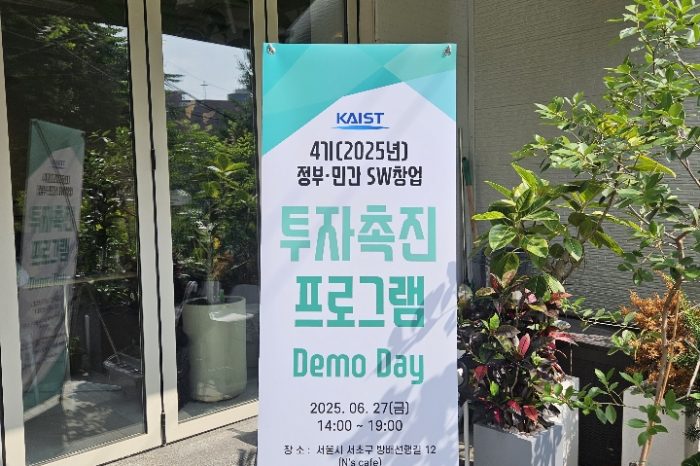 KAIST
4기(2025년)
정부·민간 SW창업
투자촉진
프로그램
Demo Day
2025. 06. 27(금)
14:00 ~ 19:00
장 소 : 서울시 서초구 방배선행길 12
(N's cafe)